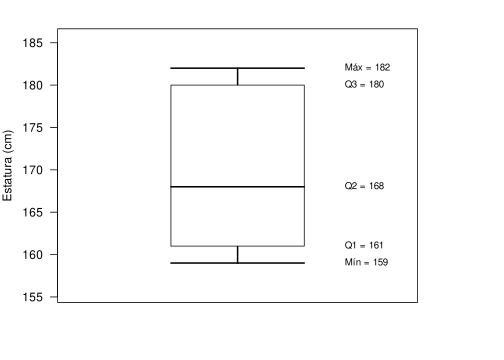 Estatura (cm)
185
180
175
170
165
160
155
Máx = 182
Q3 = 180
Q2 = 168
Q1 = 161
Mín = 159